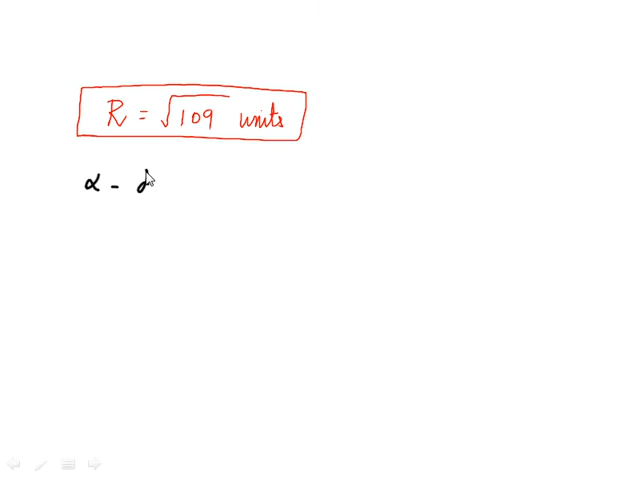 R = √109 units
α -